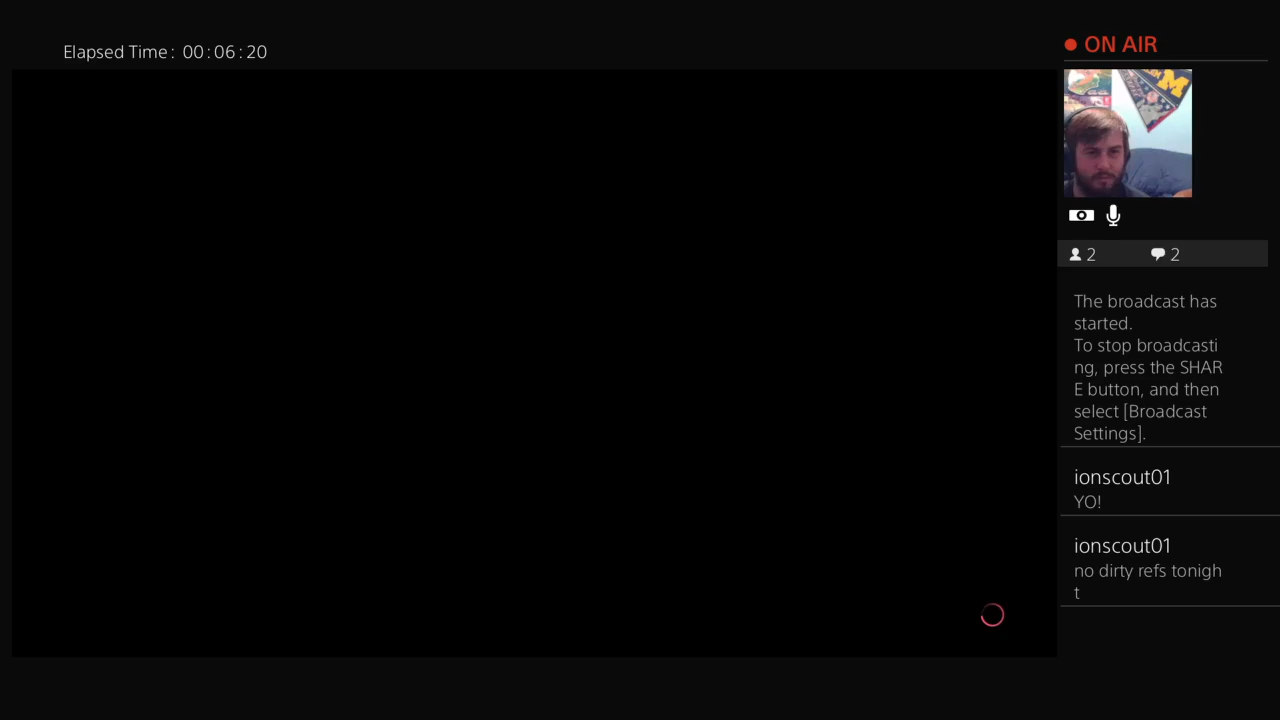 Elapsed Time: 00:06:20
ON AIR
M
2 2
The broadcast has
started.
To stop broadcasti
ng, press the SHAR
E button, and then
select [Broadcast
Settings].
ionscout01
YO!
ionscout01
no dirty refs tonigh
t